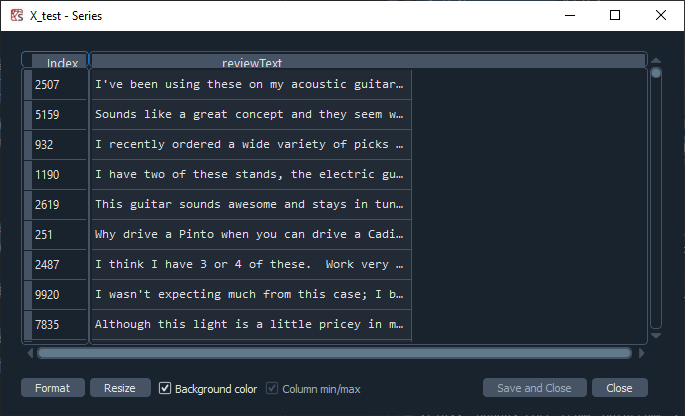 X_test - Series
Index reviewText
2507 I've been using these on my acoustic guitar…
5159 Sounds like a great concept and they seem w…
932 I recently ordered a wide variety of picks …
1190 I have two of these stands, the electric gu…
2619 This guitar sounds awesome and stays in tun…
251 Why drive a Pinto when you can drive a Cadi…
2487 I think I have 3 or 4 of these.  Work very …
9920 I wasn't expecting much from this case; I b…
7835 Although this light is a little pricey in m…
Format Resize Background color Column min/max Save and Close Close